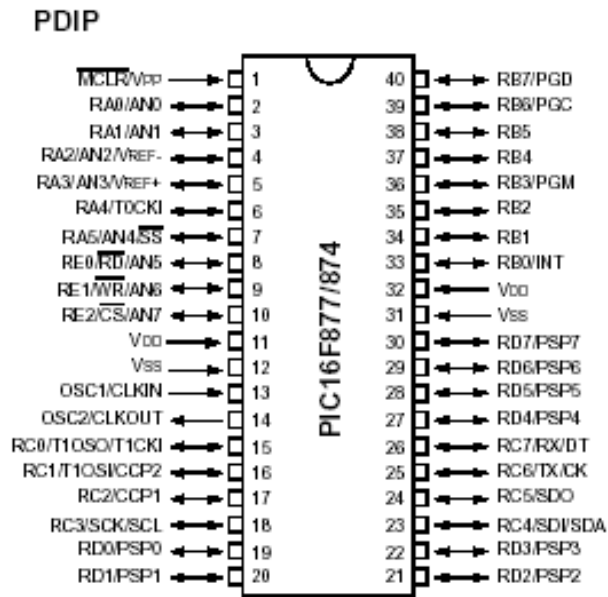 PDIP
MCLR/VPP 1 40 RB7/PGD
RA0/AN0 2 39 RB6/PGC
RA1/AN1 3 38 RB5
RA2/AN2/VREF- 4 37 RB4
RA3/AN3/VREF+ 5 36 RB3/PGM
RA4/T0CKI 6 35 RB2
RA5/AN4/SS 7 34 RB1
RE0/RD/AN5 8 33 RB0/INT
RE1/WR/AN6 9 32 VDD
RE2/CS/AN7 10 31 VSS
VDD 11 30 RD7/PSP7
VSS 12 29 RD6/PSP6
OSC1/CLKIN 13 28 RD5/PSP5
OSC2/CLKOUT 14 27 RD4/PSP4
RC0/T1OSO/T1CKI 15 26 RC7/RX/DT
RC1/T1OSI/CCP2 16 25 RC6/TX/CK
RC2/CCP1 17 24 RC5/SDO
RC3/SCK/SCL 18 23 RC4/SDI/SDA
RD0/PSP0 19 22 RD3/PSP3
RD1/PSP1 20 21 RD2/PSP2
PIC16F877/874